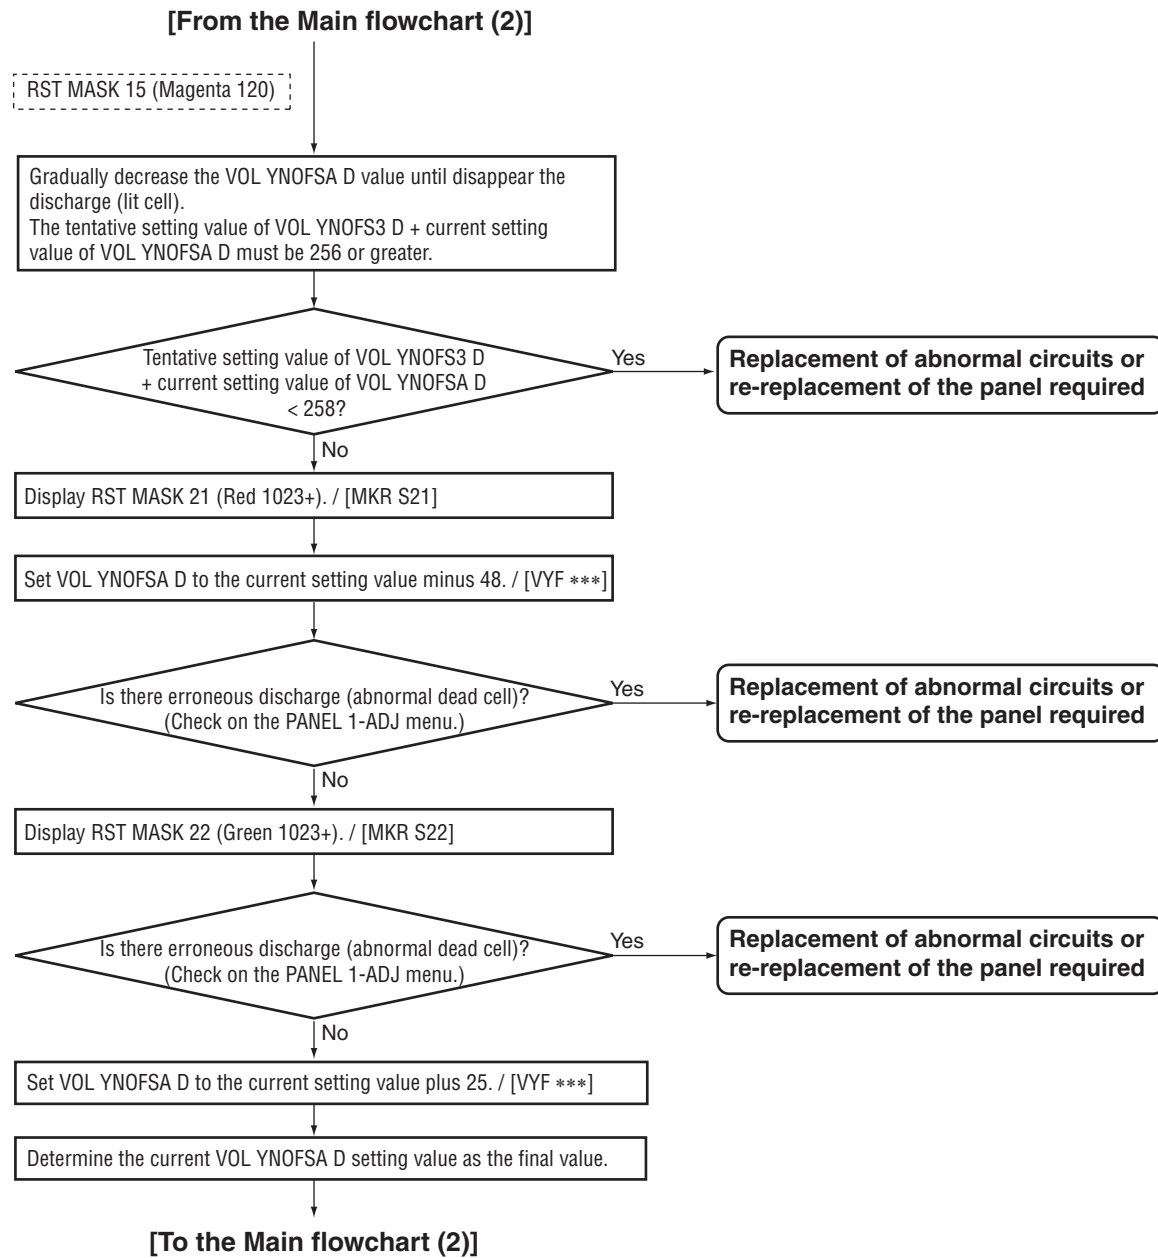 [From the Main flowchart (2)]
RST MASK 15 (Magenta 120)
Gradually decrease the VOL YNOFSA D value until disappear the
discharge (lit cell).
The tentative setting value of VOL YNOFS3 D + current setting
value of VOL YNOFSA D must be 256 or greater.
Tentative setting value of VOL YNOFS3 D
+ current setting value of VOL YNOFSA D
< 258?
Yes
Replacement of abnormal circuits or
re-replacement of the panel required
No
Display RST MASK 21 (Red 1023+). / [MKR S21]
Set VOL YNOFSA D to the current setting value minus 48. / [VYF ***]
Is there erroneous discharge (abnormal dead cell)?
(Check on the PANEL 1-ADJ menu.)
Yes
Replacement of abnormal circuits or
re-replacement of the panel required
No
Display RST MASK 22 (Green 1023+). / [MKR S22]
Is there erroneous discharge (abnormal dead cell)?
(Check on the PANEL 1-ADJ menu.)
Yes
Replacement of abnormal circuits or
re-replacement of the panel required
No
Set VOL YNOFSA D to the current setting value plus 25. / [VYF ***]
Determine the current VOL YNOFSA D setting value as the final value.
[To the Main flowchart (2)]